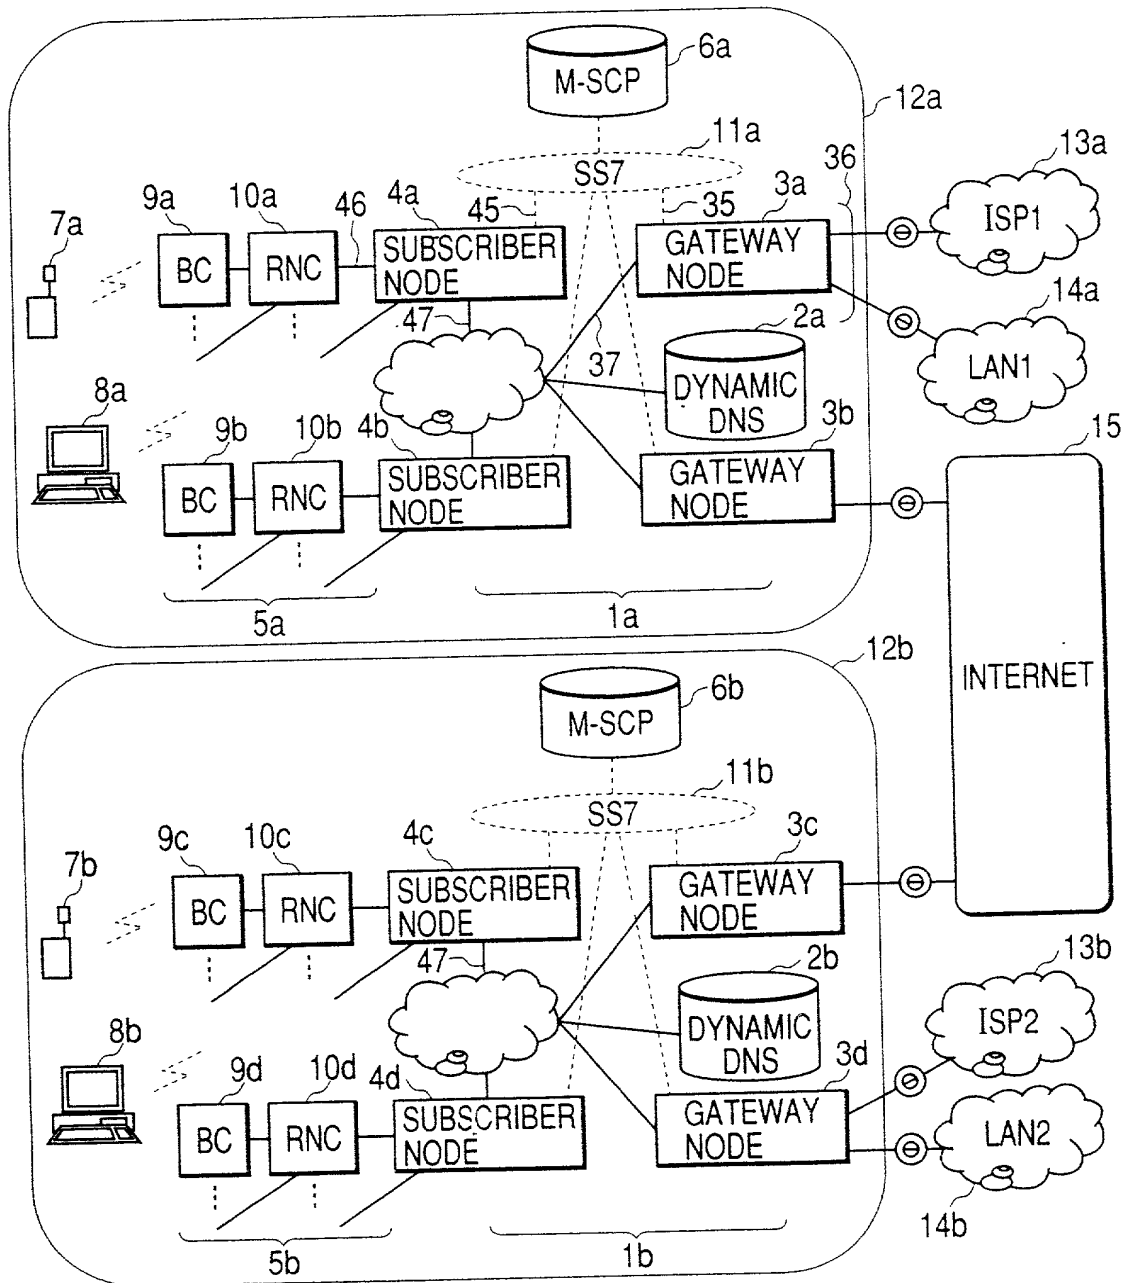 6a
M-SCP
12a
11a
SS7
36
13a
ISP1
9a
10a
46
4a
45
35
3a
7a
BC
RNC
SUBSCRIBER
NODE
GATEWAY
NODE
47
37
2a
14a
LAN1
DYNAMIC
DNS
8a
9b
10b
4b
3b
15
BC
RNC
SUBSCRIBER
NODE
GATEWAY
NODE
5a
1a
INTERNET
12b
6b
M-SCP
11b
SS7
9c
10c
4c
3c
7b
BC
RNC
SUBSCRIBER
NODE
GATEWAY
NODE
47
2b
13b
ISP2
DYNAMIC
DNS
8b
9d
10d
4d
3d
BC
RNC
SUBSCRIBER
NODE
GATEWAY
NODE
LAN2
14b
5b
1b